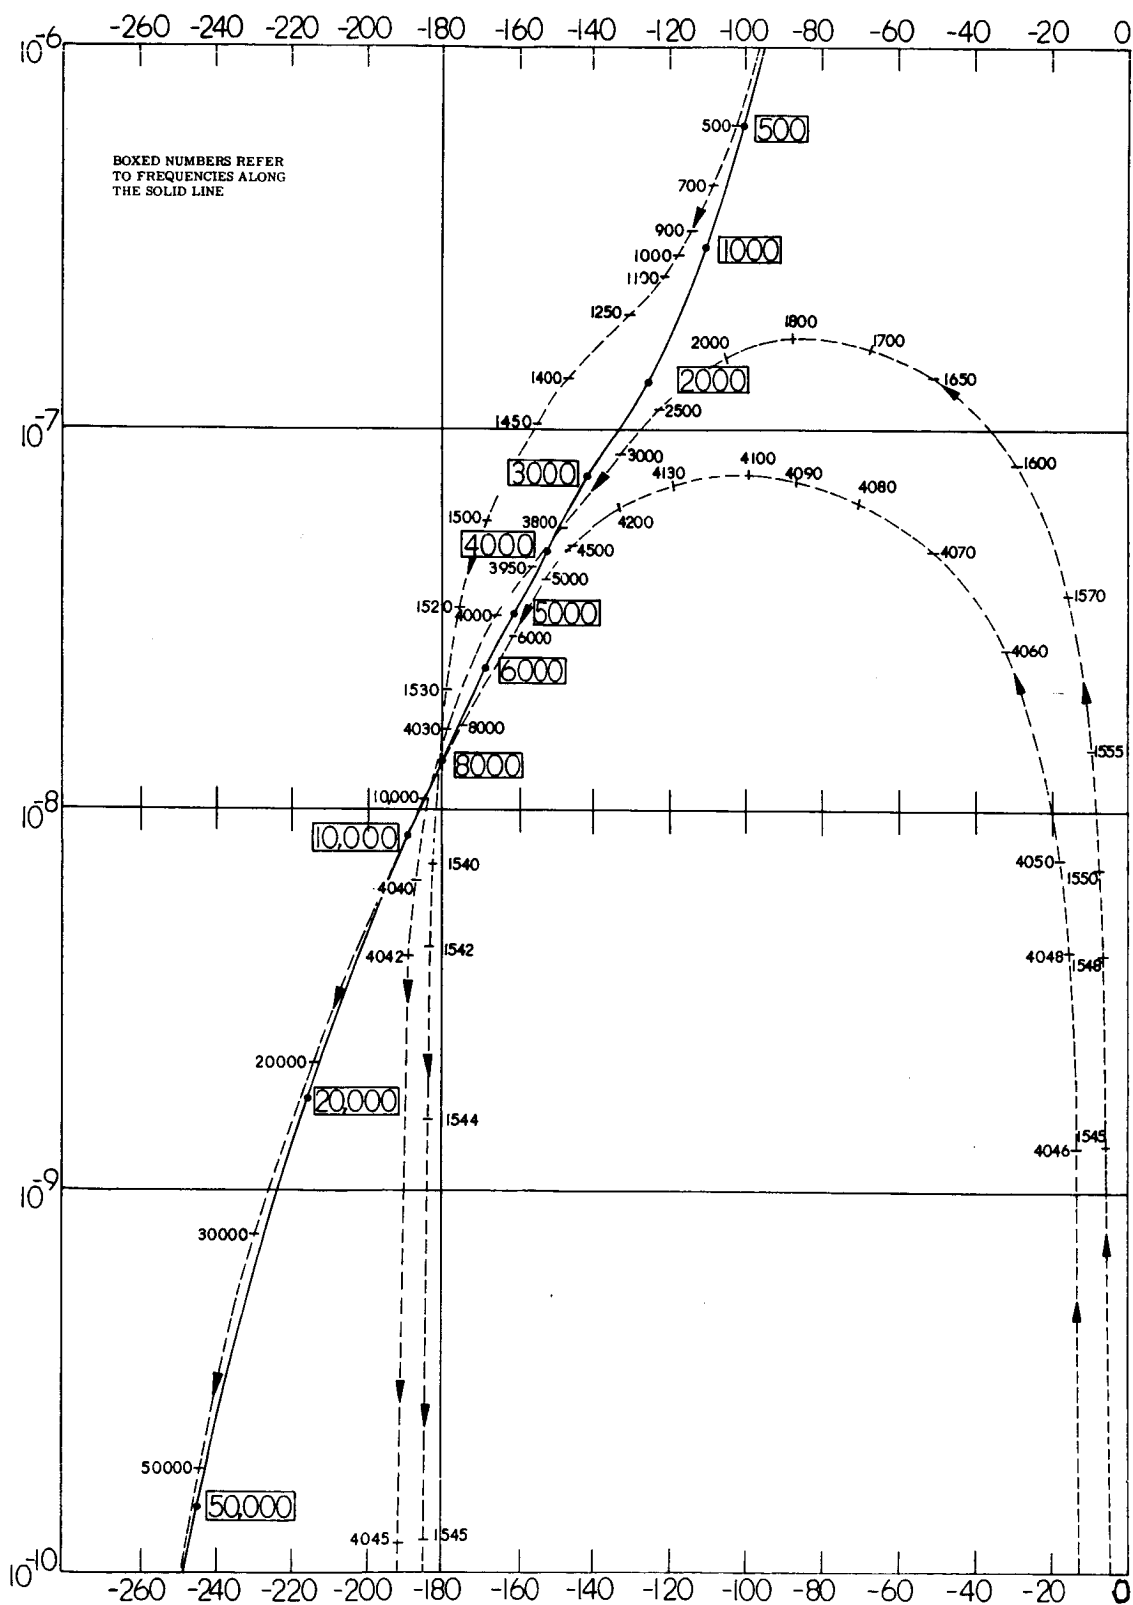 -260 -240 -220 -200 -180 -160 -140 -120 -100 -80 -60 -40 -20 0
10-6
BOXED NUMBERS REFER
TO FREQUENCIES ALONG
THE SOLID LINE
500 500
700
900
1000 1000
1100
1250
1800
2000 1700
1400 2000 1650
2500
1450
10-7
3000 4100 1600
3000 4130 4090
4080
1500 3800 4200
4000 4500 4070
3950 5000
1520 4000 5000 1570
6000 4060
6000
1530
4030 8000 1555
8000
10,000
10-8
10,000
1540 4050
4040 1550
4042 1542 4048 1548
20000
20,000
1544
1545
4046
10-9
30000
50000
50,000
4045 1545
10-10
-260 -240 -220 -200 -180 -160 -140 -120 -100 -80 -60 -40 -20 0